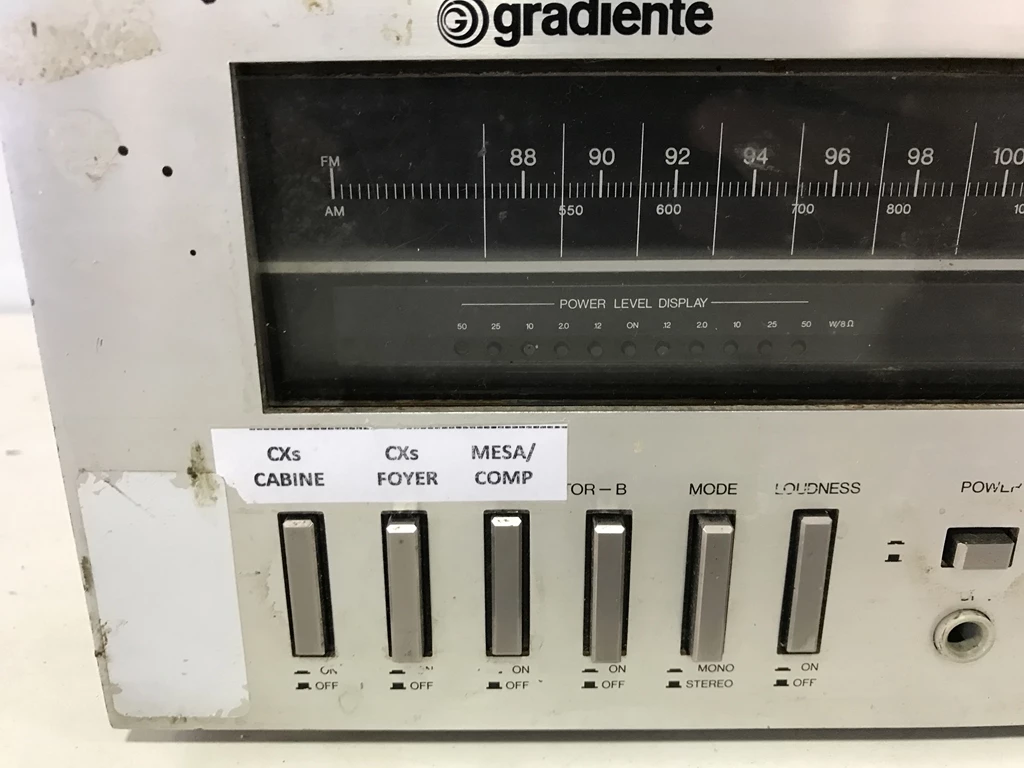 gradiente
FM 88 90 92 94 96 98 100
AM 550 600 700 800
POWER LEVEL DISPLAY
50 25 10 2.0 .12 ON .12 2.0 10 25 50 W/8Ω
CXs CABINE
CXs FOYER
MESA/ COMP
TOR—B MODE LOUDNESS POWER
ON ON ON MONO ON
OFF OFF OFF OFF STEREO OFF